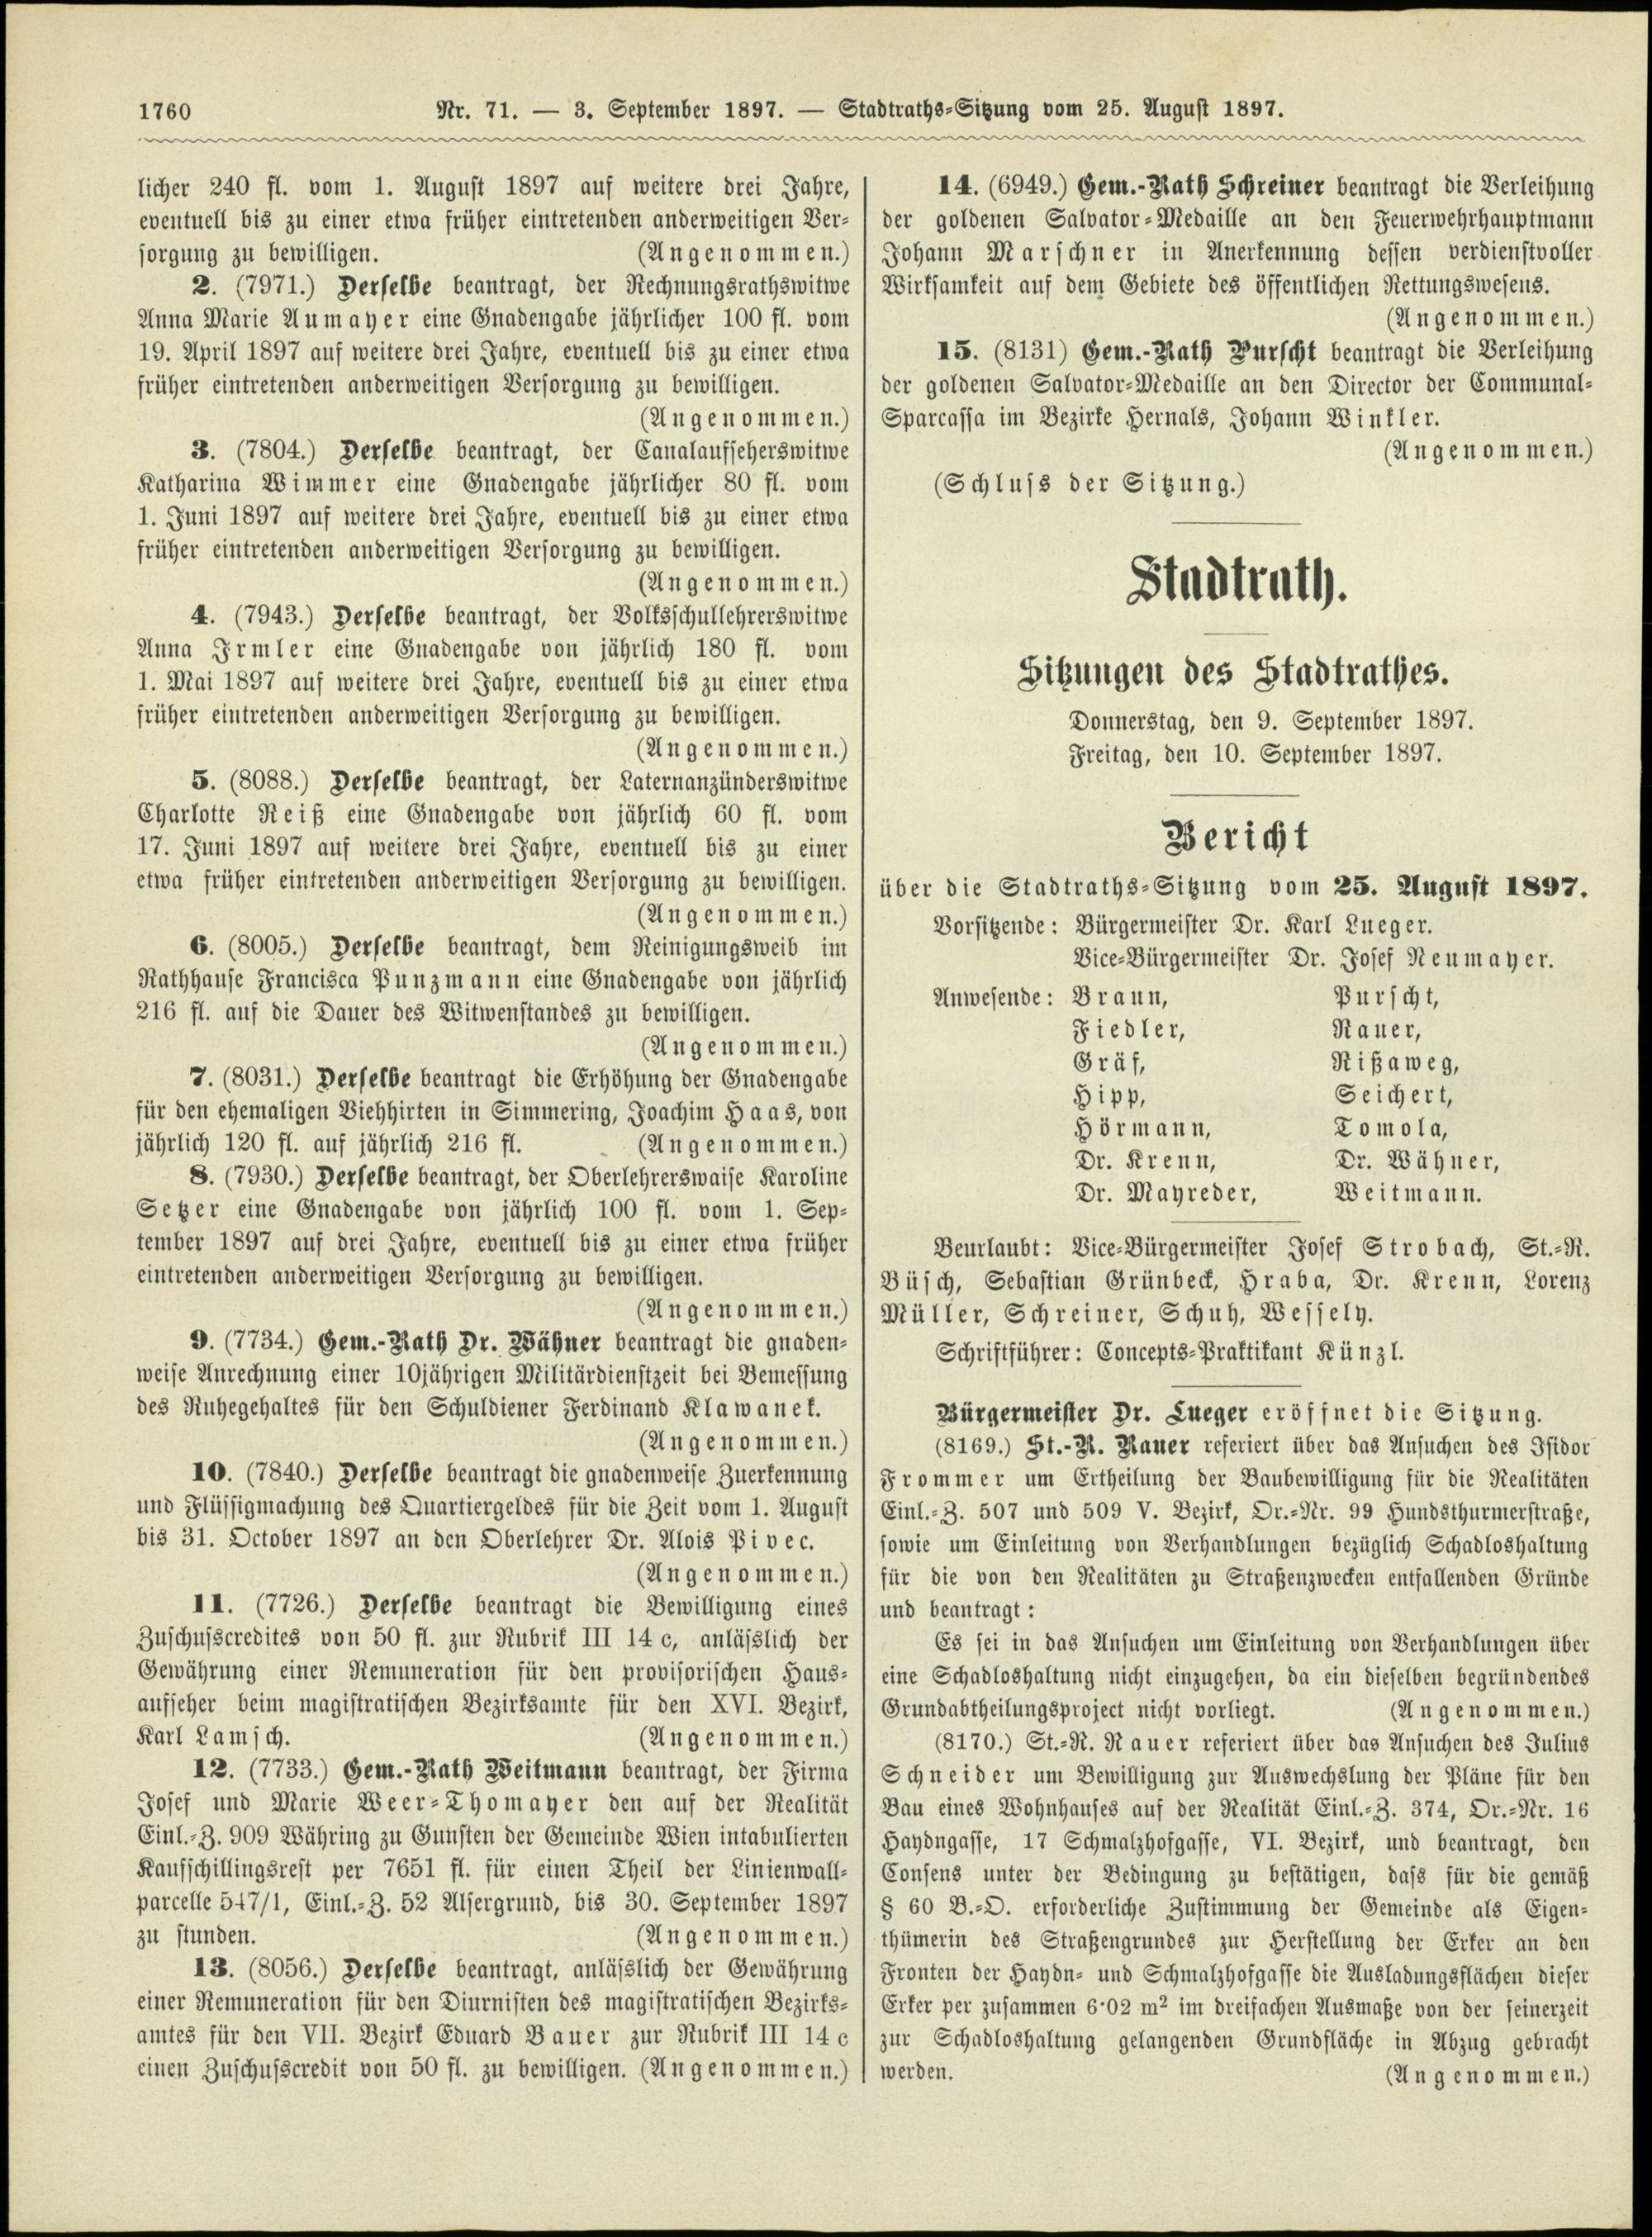 1760 Nr. 71. — 3. September 1897. — Stadtraths-Sitzung vom 25. August 1897.
licher 240 fl. vom 1. August 1897 auf weitere drei Jahre,
eventuell bis zu einer etwa früher eintretenden anderweitigen Ver-
sorgung zu bewilligen. (Angenommen.)
2. (7971.) Derselbe beantragt, der Rechnungsrathswitwe
Anna Marie Aumayer eine Gnadengabe jährlicher 100 fl. vom
19. April 1897 auf weitere drei Jahre, eventuell bis zu einer etwa
früher eintretenden anderweitigen Versorgung zu bewilligen.
(Angenommen.)
3. (7804.) Derselbe beantragt, der Canalaufseherswitwe
Katharina Wimmer eine Gnadengabe jährlicher 80 fl. vom
1. Juni 1897 auf weitere drei Jahre, eventuell bis zu einer etwa
früher eintretenden anderweitigen Versorgung zu bewilligen.
(Angenommen.)
4. (7943.) Derselbe beantragt, der Volksschullehrerswitwe
Anna Irmler eine Gnadengabe von jährlich 180 fl. vom
1. Mai 1897 auf weitere drei Jahre, eventuell bis zu einer etwa
früher eintretenden anderweitigen Versorgung zu bewilligen.
(Angenommen.)
5. (8088.) Derselbe beantragt, der Laternanzünderswitwe
Charlotte Reiß eine Gnadengabe von jährlich 60 fl. vom
17. Juni 1897 auf weitere drei Jahre, eventuell bis zu einer
etwa früher eintretenden anderweitigen Versorgung zu bewilligen.
(Angenommen.)
6. (8005.) Derselbe beantragt, dem Reinigungsweib im
Rathhause Francisca Punzmann eine Gnadengabe von jährlich
216 fl. auf die Dauer des Witwenstandes zu bewilligen.
(Angenommen.)
7. (8031.) Derselbe beantragt die Erhöhung der Gnadengabe
für den ehemaligen Viehhirten in Simmering, Joachim Haas, von
jährlich 120 fl. auf jährlich 216 fl. (Angenommen.)
8. (7930.) Derselbe beantragt, der Oberlehrerswaise Karoline
Setzer eine Gnadengabe von jährlich 100 fl. vom 1. Sep-
tember 1897 auf drei Jahre, eventuell bis zu einer etwa früher
eintretenden anderweitigen Versorgung zu bewilligen.
(Angenommen.)
9. (7734.) Gem.-Rath Dr. Wähner beantragt die gnaden-
weise Anrechnung einer 10jährigen Militärdienstzeit bei Bemessung
des Ruhegehaltes für den Schuldiener Ferdinand Klawanek.
(Angenommen.)
10. (7840.) Derselbe beantragt die gnadenweise Zuerkennung
und Flüssigmachung des Quartiergeldes für die Zeit vom 1. August
bis 31. October 1897 an den Oberlehrer Dr. Alois Pivec.
(Angenommen.)
11. (7726.) Derselbe beantragt die Bewilligung eines
Zuschusscredites von 50 fl. zur Rubrik III 14 c, anlässlich der
Gewährung einer Remuneration für den provisorischen Haus-
aufseher beim magistratischen Bezirksamte für den XVI. Bezirk,
Karl Lamsch. (Angenommen.)
12. (7733.) Gem.-Rath Weitmann beantragt, der Firma
Josef und Marie Weer-Thomayer den auf der Realität
Einl.-Z. 909 Währing zu Gunsten der Gemeinde Wien intabulierten
Kaufschillingsrest per 7651 fl. für einen Theil der Linienwall-
parcelle 547/1, Einl.-Z. 52 Alsergrund, bis 30. September 1897
zu stunden. (Angenommen.)
13. (8056.) Derselbe beantragt, anlässlich der Gewährung
einer Remuneration für den Diurnisten des magistratischen Bezirks-
amtes für den VII. Bezirk Eduard Bauer zur Rubrik III 14 c
einen Zuschusscredit von 50 fl. zu bewilligen. (Angenommen.)
14. (6949.) Gem.-Rath Schreiner beantragt die Verleihung
der goldenen Salvator-Medaille an den Feuerwehrhauptmann
Johann Marschner in Anerkennung dessen verdienstvoller
Wirksamkeit auf dem Gebiete des öffentlichen Rettungswesens.
(Angenommen.)
15. (8131) Gem.-Rath Purscht beantragt die Verleihung
der goldenen Salvator-Medaille an den Director der Communal-
Sparcassa im Bezirke Hernals, Johann Winkler.
(Angenommen.)
(Schluss der Sitzung.)
Stadtrath.
Sitzungen des Stadtrathes.
Donnerstag, den 9. September 1897.
Freitag, den 10. September 1897.
Bericht
über die Stadtraths-Sitzung vom 25. August 1897.
Vorsitzende: Bürgermeister Dr. Karl Lueger.
Vice-Bürgermeister Dr. Josef Neumayer.
Anwesende: Braun, Purscht,
Fiedler, Rauer,
Gräf, Rißaweg,
Hipp, Seichert,
Hörmann, Tomola,
Dr. Krenn, Dr. Wähner,
Dr. Mayreder, Weitmann.
Beurlaubt: Vice-Bürgermeister Josef Strobach, St.-R.
Büsch, Sebastian Grünbeck, Hraba, Dr. Krenn, Lorenz
Müller, Schreiner, Schuh, Wessely.
Schriftführer: Concepts-Praktikant Künzl.
Bürgermeister Dr. Lueger eröffnet die Sitzung.
(8169.) St.-R. Rauer referiert über das Ansuchen des Isidor
Frommer um Ertheilung der Baubewilligung für die Realitäten
Einl.-Z. 507 und 509 V. Bezirk, Or.-Nr. 99 Hundsthurmerstraße,
sowie um Einleitung von Verhandlungen bezüglich Schadloshaltung
für die von den Realitäten zu Straßenzwecken entfallenden Gründe
und beantragt:
Es sei in das Ansuchen um Einleitung von Verhandlungen über
eine Schadloshaltung nicht einzugehen, da ein dieselben begründendes
Grundabtheilungsproject nicht vorliegt. (Angenommen.)
(8170.) St.-R. Rauer referiert über das Ansuchen des Julius
Schneider um Bewilligung zur Auswechslung der Pläne für den
Bau eines Wohnhauses auf der Realität Einl.-Z. 374, Or.-Nr. 16
Haydngasse, 17 Schmalzhofgasse, VI. Bezirk, und beantragt, den
Consens unter der Bedingung zu bestätigen, dass für die gemäß
§ 60 B.-O. erforderliche Zustimmung der Gemeinde als Eigen-
thümerin des Straßengrundes zur Herstellung der Erker an den
Fronten der Haydn- und Schmalzhofgasse die Ausladungsflächen dieser
Erker per zusammen 6·02 m² im dreifachen Ausmaße von der seinerzeit
zur Schadloshaltung gelangenden Grundfläche in Abzug gebracht
werden. (Angenommen.)